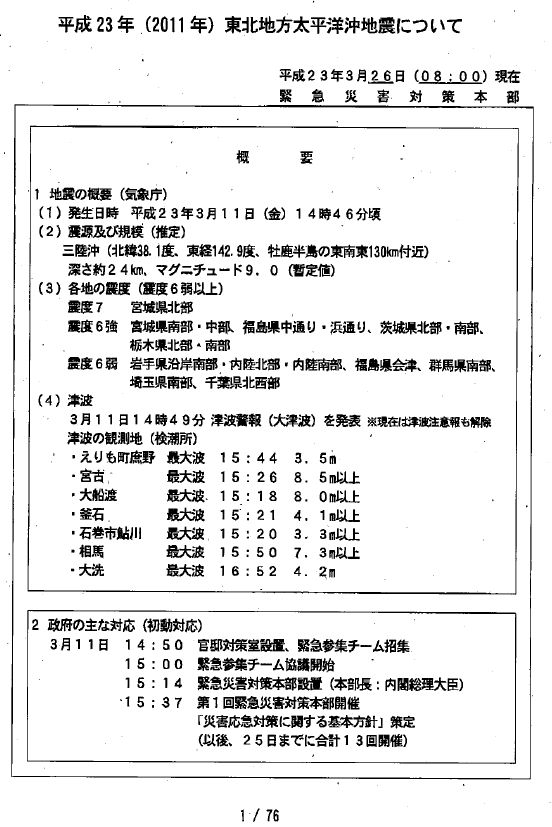 平成23年（2011年）東北地方太平洋沖地震について
平成２３年３月２６日（０８：００）現在
緊急災害対策本部
概　　要
１ 地震の概要（気象庁）
（１）発生日時　平成２３年３月１１日（金）１４時４６分頃
（２）震源及び規模（推定）
三陸沖（北緯38.1度、東経142.9度、牡鹿半島の東南東130km付近）
深さ約２４km、マグニチュード９．０（暫定値）
（３）各地の震度（震度６弱以上）
震度７　宮城県北部
震度６強　宮城県南部・中部、福島県中通り・浜通り、茨城県北部・南部、
栃木県北部・南部
震度６弱　岩手県沿岸南部・内陸北部・内陸南部、福島県会津、群馬県南部、
埼玉県南部、千葉県北西部
（４）津波
３月１１日１４時４９分 津波警報（大津波）を発表 ※現在は津波注意報も解除
津波の観測地（検潮所）
・えりも町庶野　最大波　１５：４４　３．５m
・宮古　最大波　１５：２６　８．５m以上
・大船渡　最大波　１５：１８　８．０m以上
・釜石　最大波　１５：２１　４．１m以上
・石巻市鮎川　最大波　１５：２０　３．３m以上
・相馬　最大波　１５：５０　７．３m以上
・大洗　最大波　１６：５２　４．２m
２ 政府の主な対応（初動対応）
３月１１日　１４：５０　官邸対策室設置、緊急参集チーム招集
１５：００　緊急参集チーム協議開始
１５：１４　緊急災害対策本部設置（本部長：内閣総理大臣）
１５：３７　第１回緊急災害対策本部開催
「災害応急対策に関する基本方針」策定
（以後、２５日までに合計１３回開催）
1 / 76